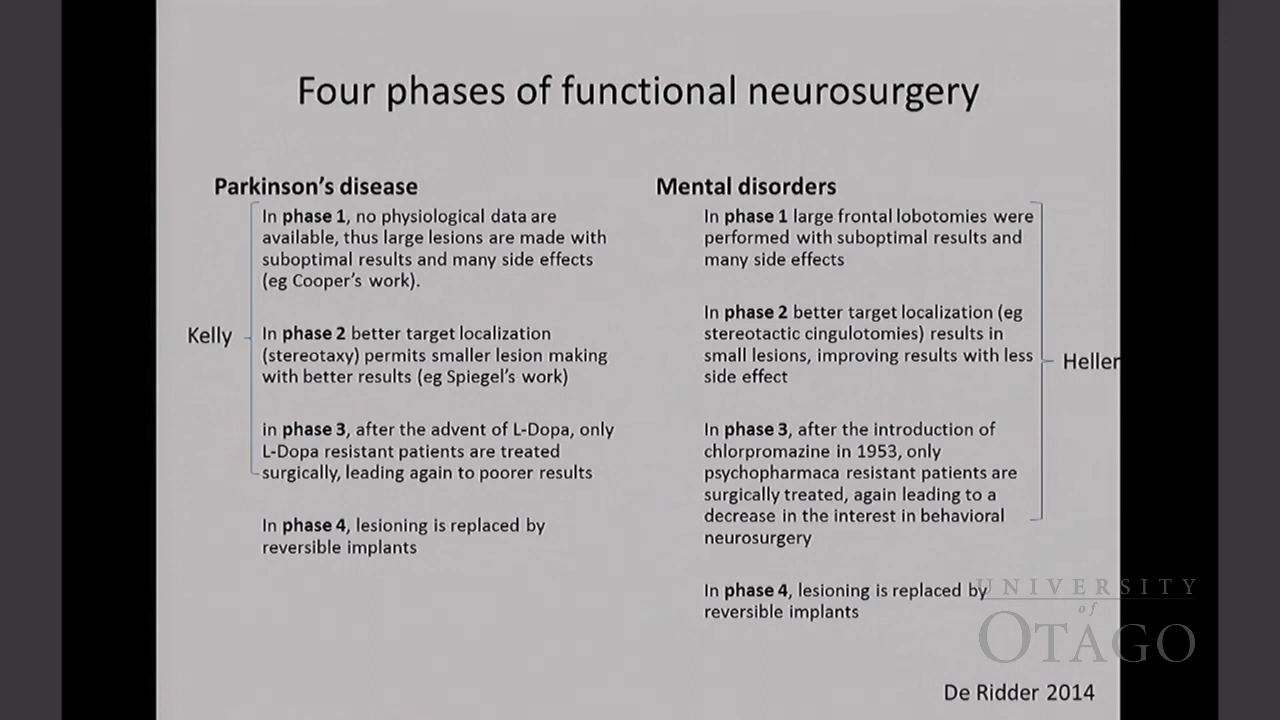 Four phases of functional neurosurgery
Parkinson's disease
In phase 1, no physiological data are
available, thus large lesions are made with
suboptimal results and many side effects
(eg Cooper's work).
Kelly
In phase 2 better target localization
(stereotaxy) permits smaller lesion making
with better results (eg Spiegel's work)
in phase 3, after the advent of L-Dopa, only
L-Dopa resistant patients are treated
surgically, leading again to poorer results
In phase 4, lesioning is replaced by
reversible implants
Mental disorders
In phase 1 large frontal lobotomies were
performed with suboptimal results and
many side effects
In phase 2 better target localization (eg
stereotactic cingulotomies) results in
small lesions, improving results with less
side effect
Heller
In phase 3, after the introduction of
chlorpromazine in 1953, only
psychopharmaca resistant patients are
surgically treated, again leading to a
decrease in the interest in behavioral
neurosurgery
In phase 4, lesioning is replaced by
reversible implants
UNIVERSITY
of
OTAGO
De Ridder 2014